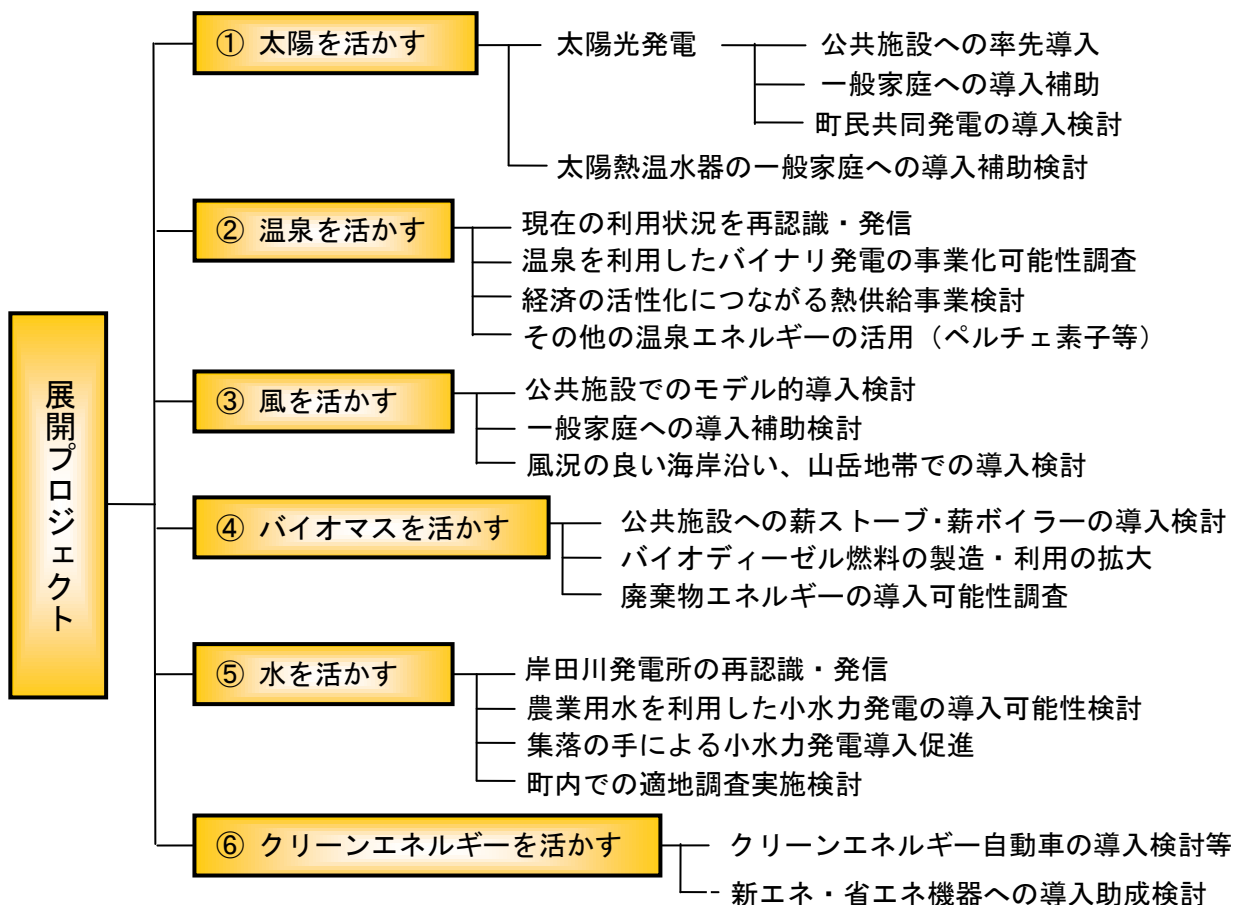 展開プロジェクト
① 太陽を活かす
太陽光発電
公共施設への率先導入
一般家庭への導入補助
町民共同発電の導入検討
太陽熱温水器の一般家庭への導入補助検討
② 温泉を活かす
現在の利用状況を再認識・発信
温泉を利用したバイナリ発電の事業化可能性調査
経済の活性化につながる熱供給事業検討
その他の温泉エネルギーの活用（ペルチェ素子等）
③ 風を活かす
公共施設でのモデル的導入検討
一般家庭への導入補助検討
風況の良い海岸沿い、山岳地帯での導入検討
④ バイオマスを活かす
公共施設への薪ストーブ・薪ボイラーの導入検討
バイオディーゼル燃料の製造・利用の拡大
廃棄物エネルギーの導入可能性調査
⑤ 水を活かす
岸田川発電所の再認識・発信
農業用水を利用した小水力発電の導入可能性検討
集落の手による小水力発電導入促進
町内での適地調査実施検討
⑥ クリーンエネルギーを活かす
クリーンエネルギー自動車の導入検討等
新エネ・省エネ機器への導入助成検討